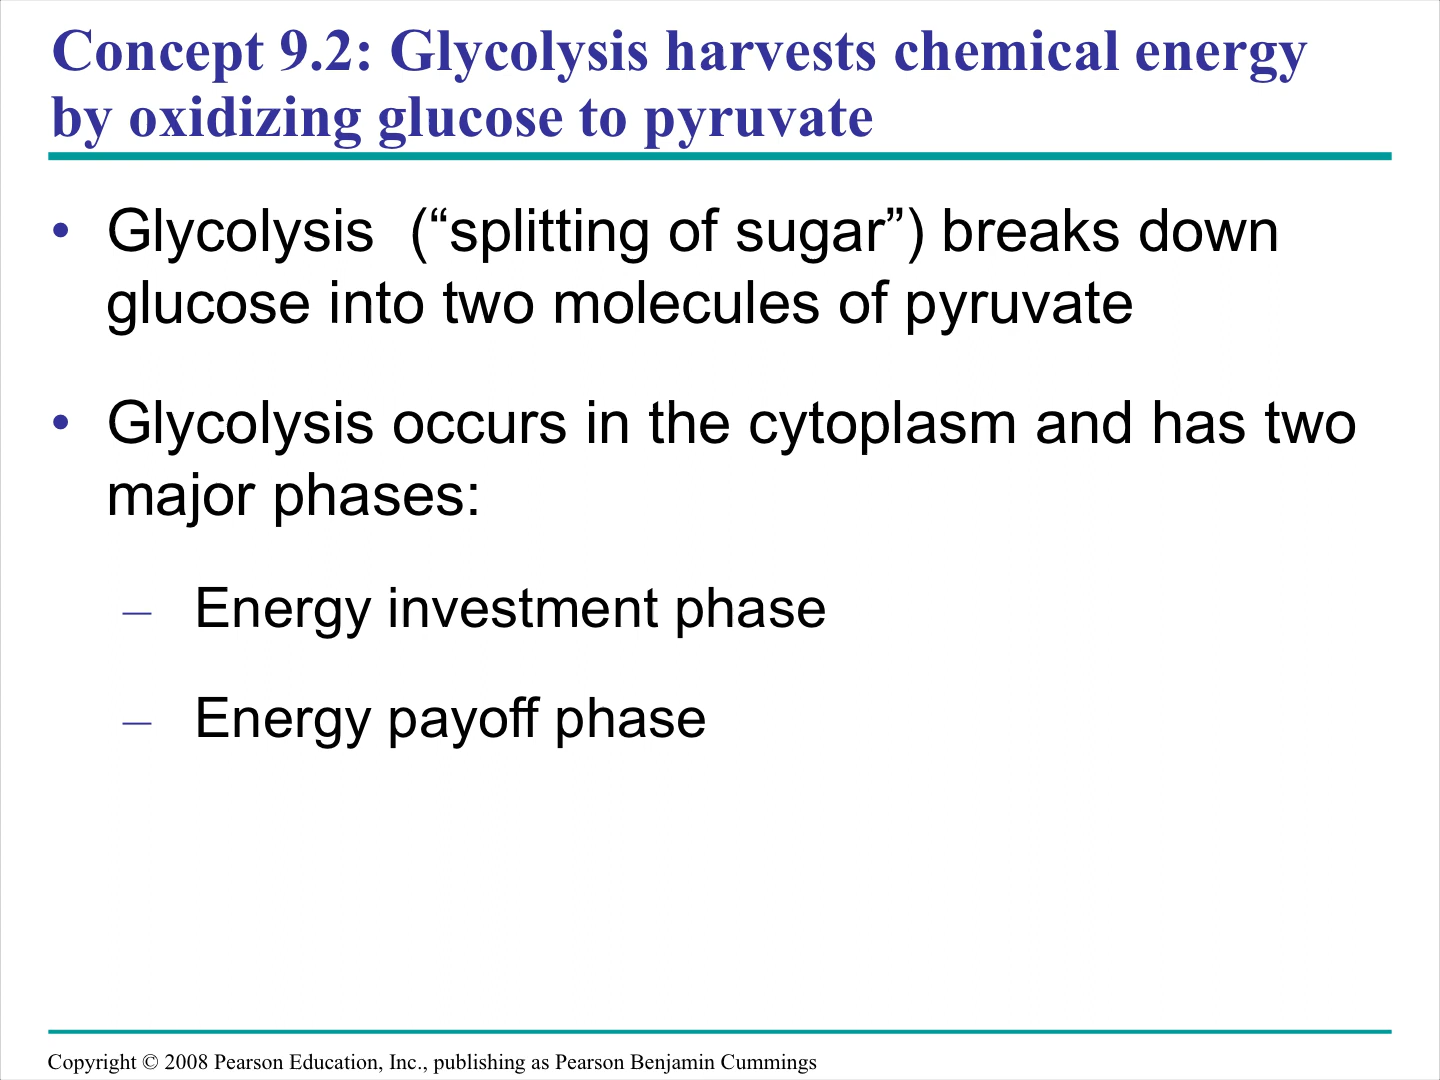 Concept 9.2: Glycolysis harvests chemical energy
by oxidizing glucose to pyruvate
• Glycolysis  (“splitting of sugar”) breaks down
glucose into two molecules of pyruvate
• Glycolysis occurs in the cytoplasm and has two
major phases:
– Energy investment phase
– Energy payoff phase
Copyright © 2008 Pearson Education, Inc., publishing as Pearson Benjamin Cummings